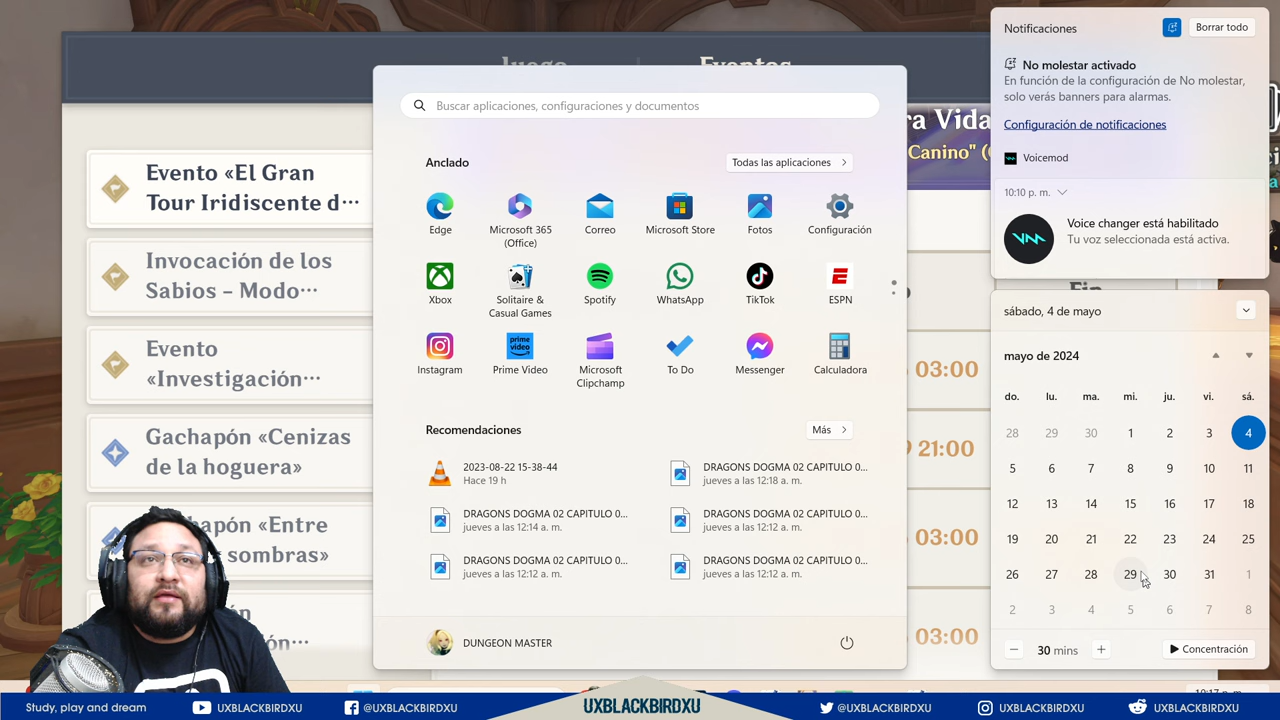 Juego
Eventos
Evento «El Gran
Tour Iridiscente d···
Invocación de los
Sabios – Modo···
Evento
«Investigación···
Gachapón «Cenizas
de la hoguera»
Gachapón «Entre
sombras»
ra Vida
Canino" (
03:00
21:00
03:00
03:00
Fin
Buscar aplicaciones, configuraciones y documentos
Anclado
Todas las aplicaciones
Edge
Microsoft 365
(Office)
Correo
Microsoft Store
Fotos
Configuración
Xbox
Solitaire &
Casual Games
Spotify
WhatsApp
TikTok
ESPN
Instagram
prime
video
Prime Video
Microsoft
Clipchamp
To Do
Messenger
Calculadora
Recomendaciones
Más
2023-08-22 15-38-44
Hace 19 h
DRAGONS DOGMA 02 CAPITULO 0...
jueves a las 12:18 a. m.
DRAGONS DOGMA 02 CAPITULO 0...
jueves a las 12:14 a. m.
DRAGONS DOGMA 02 CAPITULO 0...
jueves a las 12:12 a. m.
DRAGONS DOGMA 02 CAPITULO 0...
jueves a las 12:12 a. m.
DRAGONS DOGMA 02 CAPITULO 0...
jueves a las 12:12 a. m.
DUNGEON MASTER
Notificaciones
Borrar todo
No molestar activado
En función de la configuración de No molestar,
solo verás banners para alarmas.
Configuración de notificaciones
Voicemod
10:10 p. m.
Voice changer está habilitado
Tu voz seleccionada está activa.
sábado, 4 de mayo
mayo de 2024
do. lu. ma. mi. ju. vi. sá.
28 29 30 1 2 3 4
5 6 7 8 9 10 11
12 13 14 15 16 17 18
19 20 21 22 23 24 25
26 27 28 29 30 31 1
2 3 4 5 6 7 8
30 mins
Concentración
10:17 p. m.
Study, play and dream
UXBLACKBIRDXU
@UXBLACKBIRDXU
UXBLACKBIRDXU
@UXBLACKBIRDXU
UXBLACKBIRDXU
UXBLACKBIRDXU